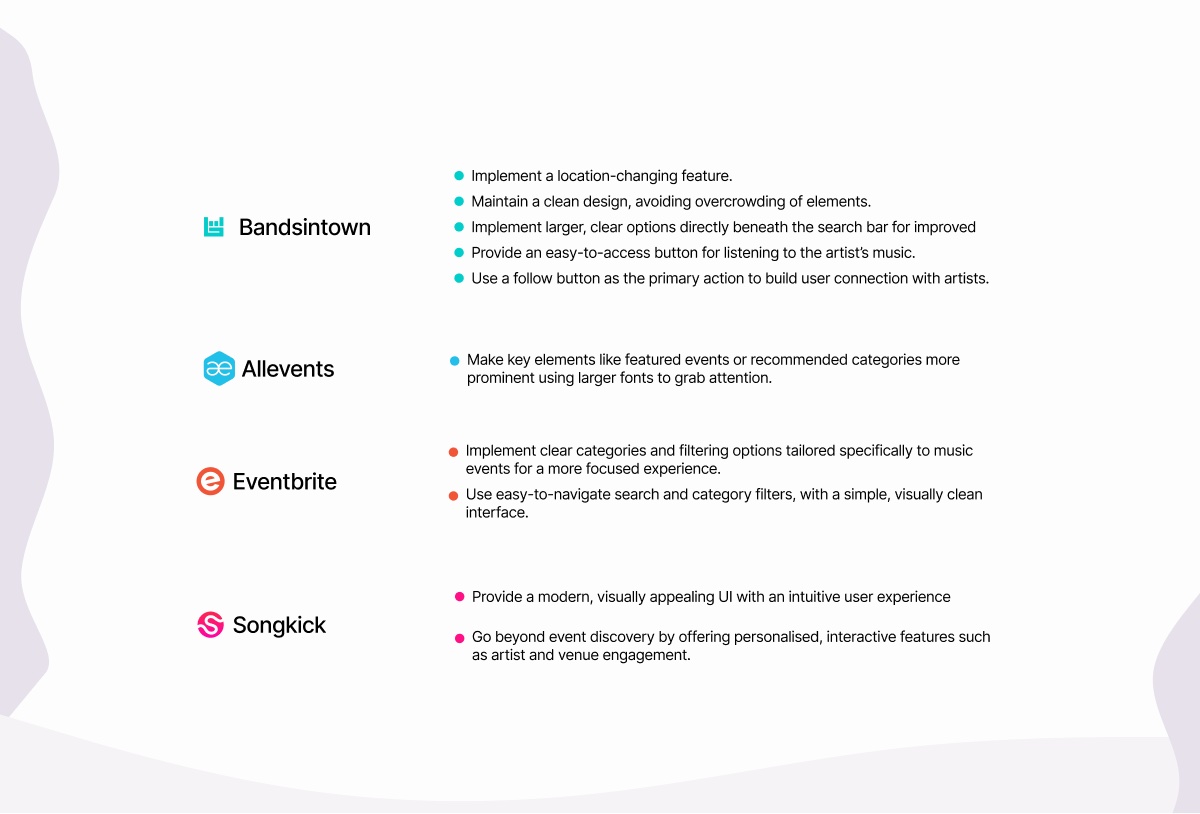 Bandsintown
Implement a location-changing feature.
Maintain a clean design, avoiding overcrowding of elements.
Implement larger, clear options directly beneath the search bar for improved
Provide an easy-to-access button for listening to the artist's music.
Use a follow button as the primary action to build user connection with artists.
æ Allevents
Make key elements like featured events or recommended categories more
prominent using larger fonts to grab attention.
e Eventbrite
Implement clear categories and filtering options tailored specifically to music
events for a more focused experience.
Use easy-to-navigate search and category filters, with a simple, visually clean
interface.
Songkick
Provide a modern, visually appealing UI with an intuitive user experience
Go beyond event discovery by offering personalised, interactive features such
as artist and venue engagement.